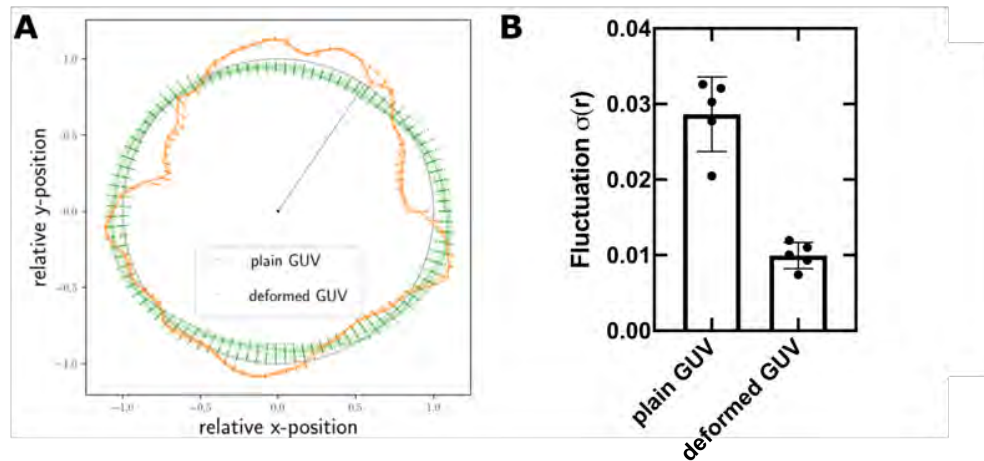 A
1.0
0.5
0.0
−0.5
−1.0
relative y-position
plain GUV
deformed GUV
−1.0
−0.5
0.0
0.5
1.0
relative x-position
B
0.04
0.03
0.02
0.01
0.00
Fluctuation σ(r)
plain GUV
deformed GUV